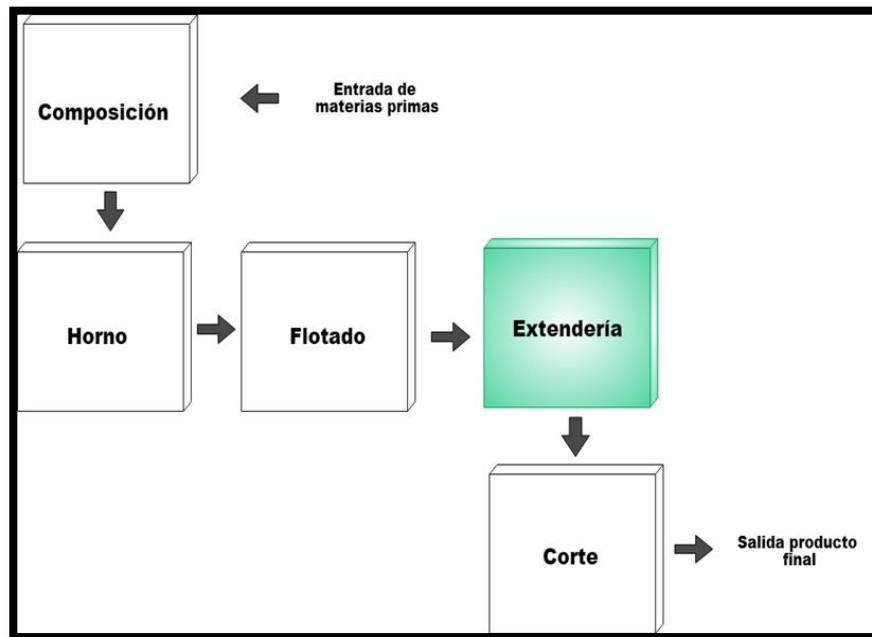 Composición
Entrada de
materias primas
Horno
Flotado
Extendería
Corte
Salida producto
final